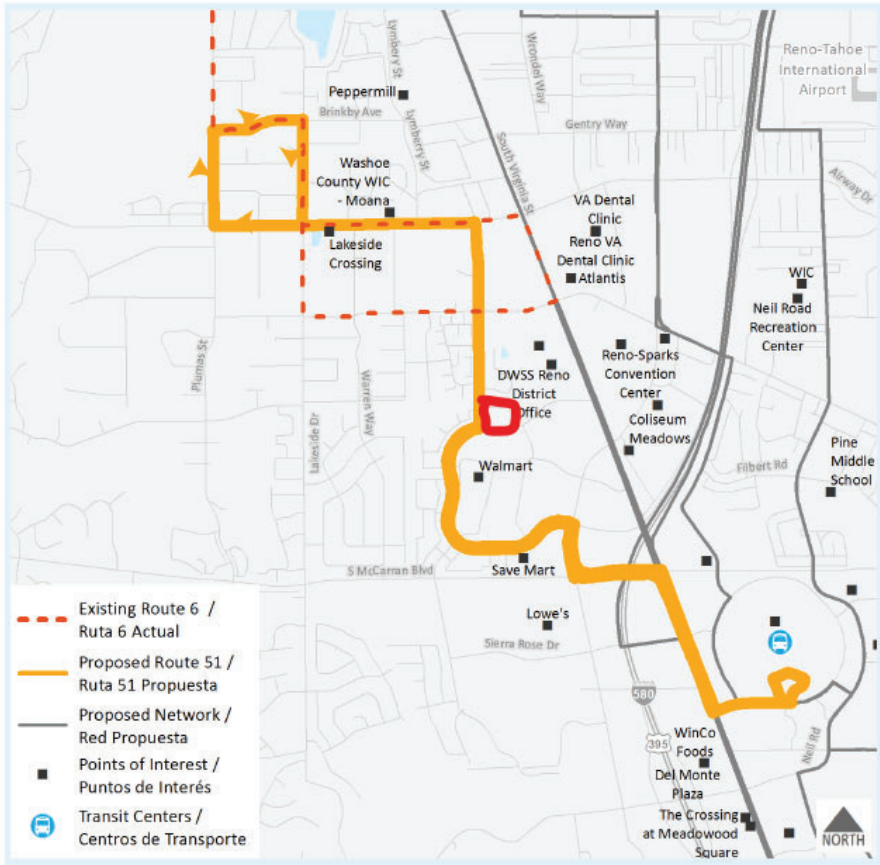 Reno-Tahoe
International
Airport
Lymbery St
Wrondel Way
Peppermill
Brinkby Ave
Lymberry St
South Virginia St
Gentry Way
Airway Dr
Washoe
County WIC
- Moana
VA Dental
Clinic
Reno VA
Dental Clinic
Atlantis
Lakeside
Crossing
WIC
Neil Road
Recreation
Center
Plumas St
Warren Way
Lakeside Dr
DWSS Reno
District
Office
Reno-Sparks
Convention
Center
Coliseum
Meadows
Walmart
Filbert Rd
Pine
Middle
School
S McCarran Blvd
Save Mart
Lowe's
Sierra Rose Dr
580
395
WinCo
Foods
Del Monte
Plaza
Neil Rd
The Crossing
at Meadowood
Square
Existing Route 6 /
Ruta 6 Actual
Proposed Route 51 /
Ruta 51 Propuesta
Proposed Network /
Red Propuesta
Points of Interest /
Puntos de Interés
Transit Centers /
Centros de Transporte
NORTH